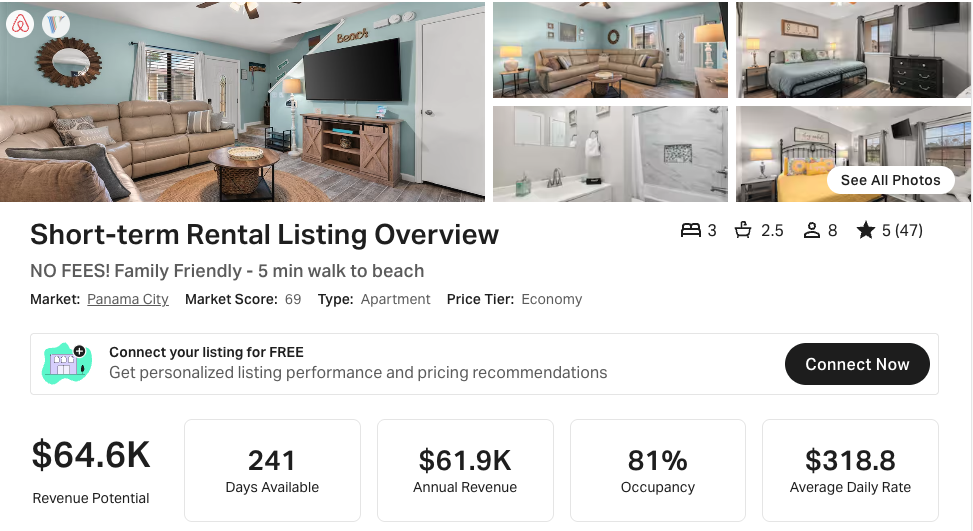 Beach
See All Photos
Short-term Rental Listing Overview
3 2.5 8 5 (47)
NO FEES! Family Friendly - 5 min walk to beach
Market: Panama City Market Score: 69 Type: Apartment Price Tier: Economy
Connect your listing for FREE
Get personalized listing performance and pricing recommendations
Connect Now
$64.6K
Revenue Potential
241
Days Available
$61.9K
Annual Revenue
81%
Occupancy
$318.8
Average Daily Rate